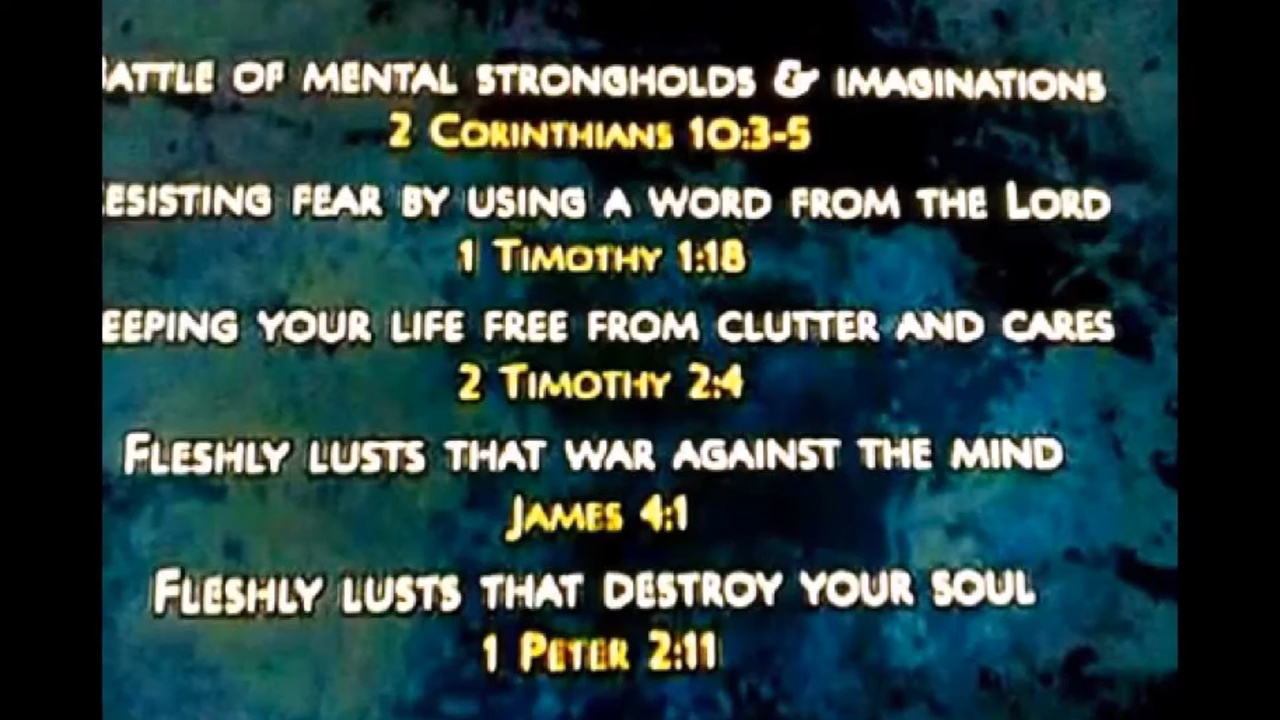 ATTLE OF MENTAL STRONGHOLDS & IMAGINATIONS
2 CORINTHIANS 10:3-5
ESISTING FEAR BY USING A WORD FROM THE LORD
1 TIMOTHY 1:18
EEPING YOUR LIFE FREE FROM CLUTTER AND CARES
2 TIMOTHY 2:4
FLESHLY LUSTS THAT WAR AGAINST THE MIND
JAMES 4:1
FLESHLY LUSTS THAT DESTROY YOUR SOUL
1 PETER 2:11